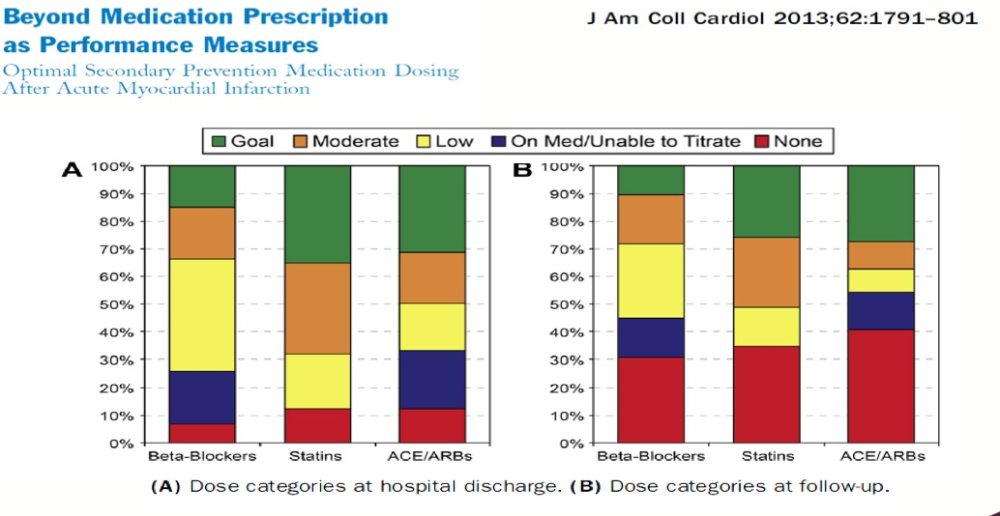 Beyond Medication Prescription
as Performance Measures
Optimal Secondary Prevention Medication Dosing
After Acute Myocardial Infarction
J Am Coll Cardiol 2013;62:1791–801
Goal Moderate Low On Med/Unable to Titrate None
A
100%
90%
80%
70%
60%
50%
40%
30%
20%
10%
0%
Beta-Blockers Statins ACE/ARBs
B
100%
90%
80%
70%
60%
50%
40%
30%
20%
10%
0%
Beta-Blockers Statins ACE/ARBs
(A) Dose categories at hospital discharge. (B) Dose categories at follow-up.